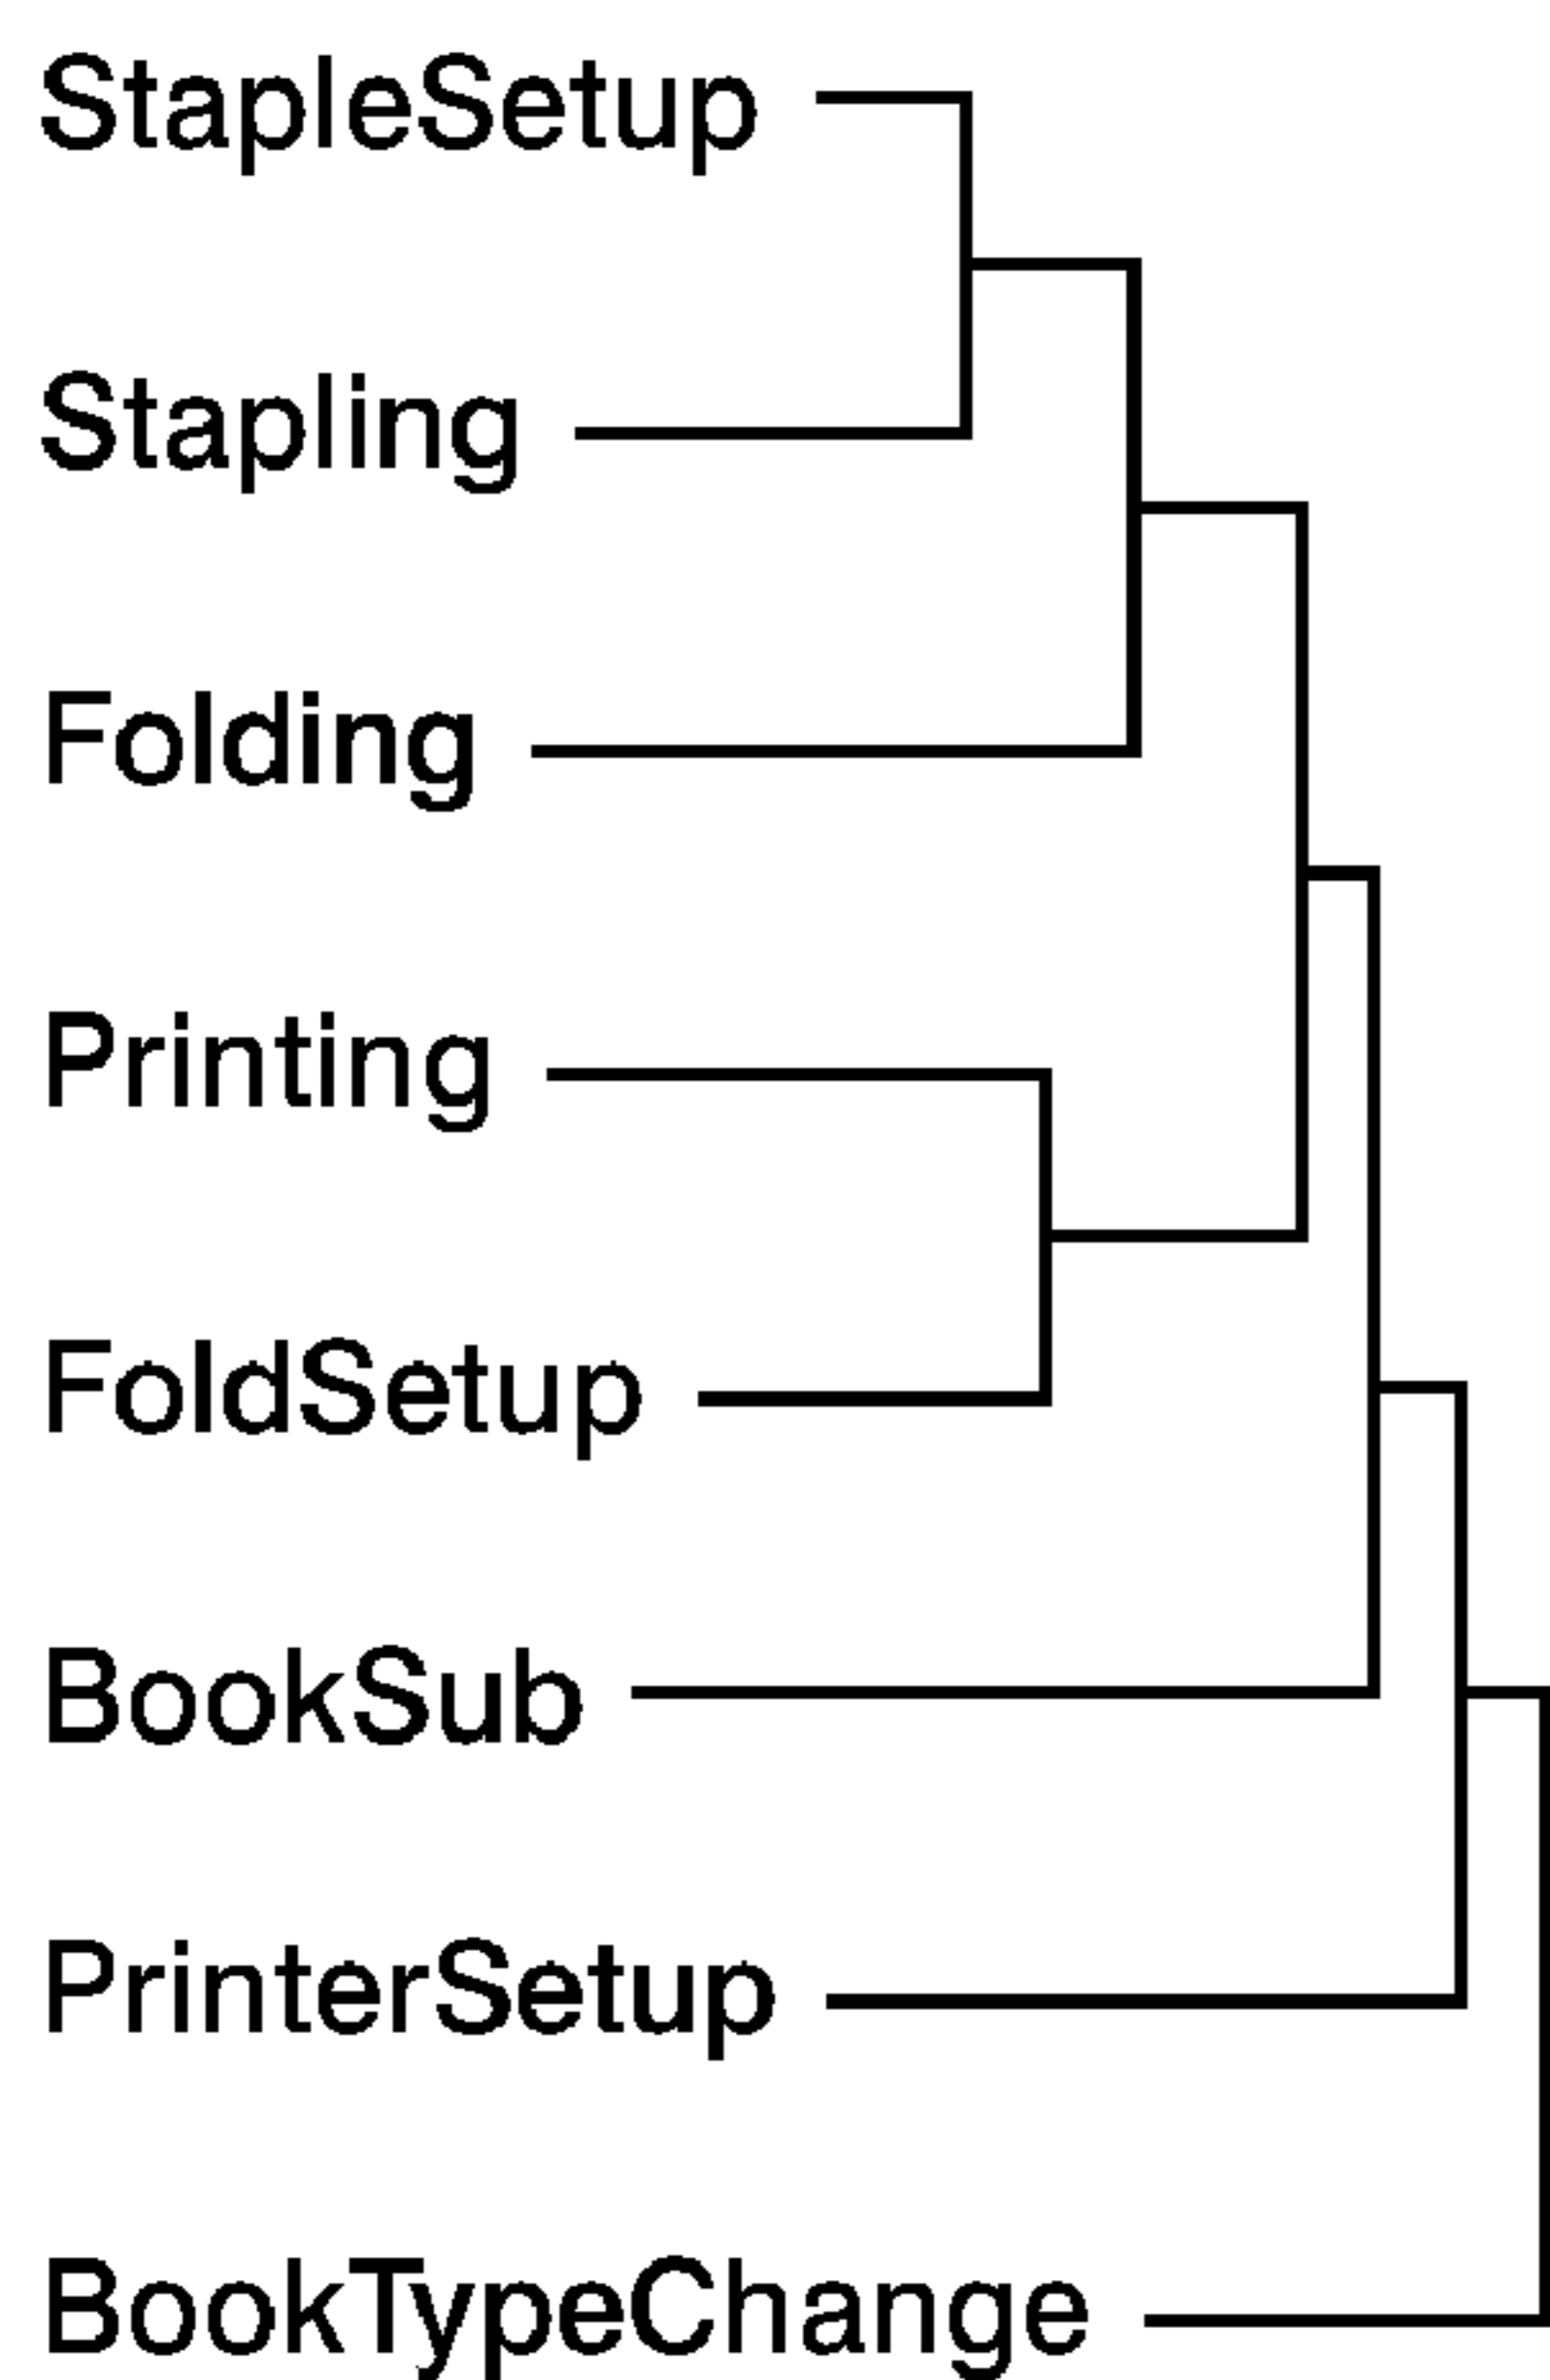 StapleSetup
Stapling
Folding
Printing
FoldSetup
BookSub
PrinterSetup
BookTypeChange